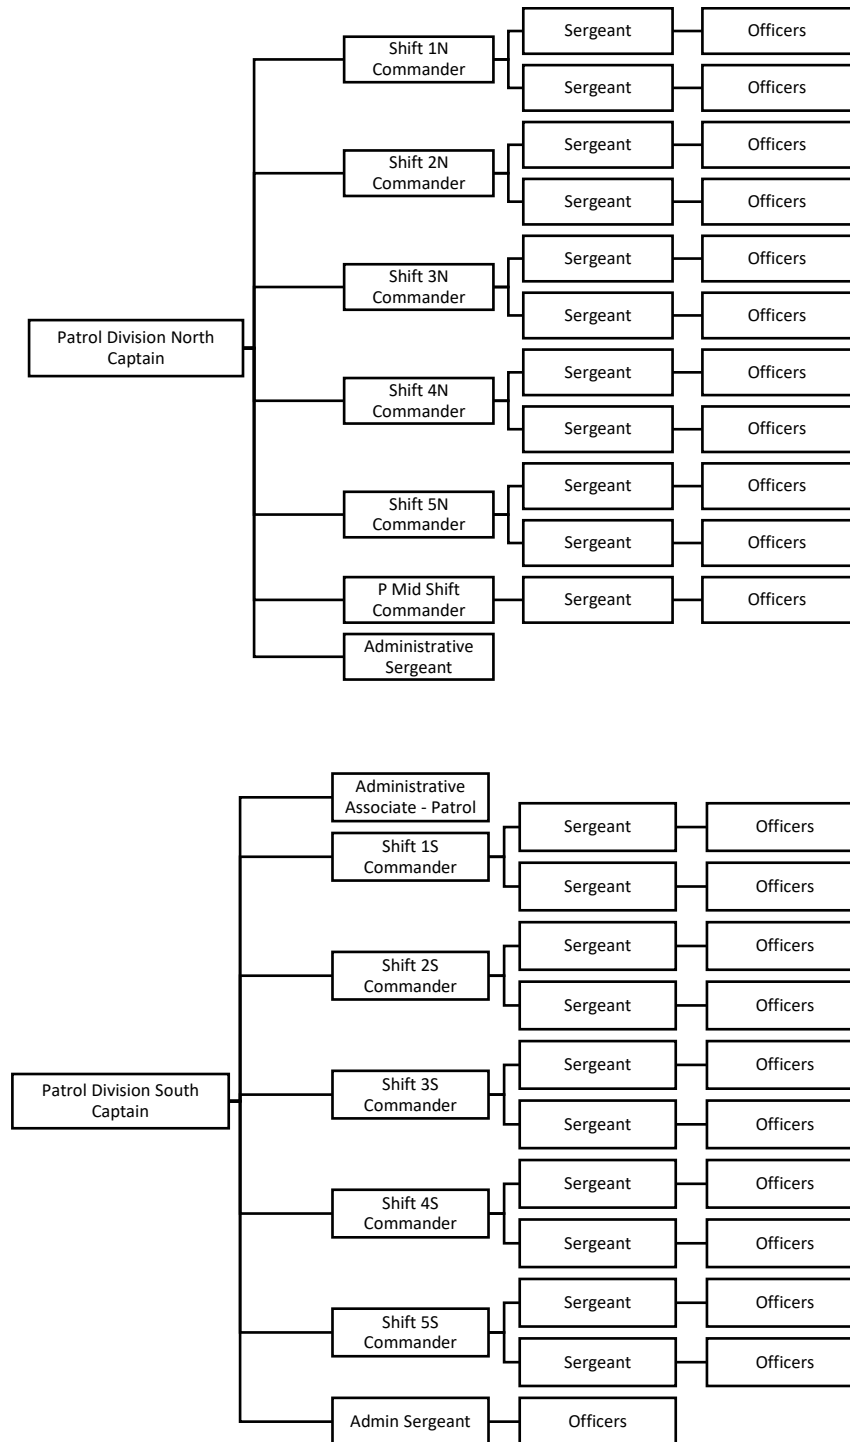 Sergeant
Officers
Shift 1N
Commander
Sergeant
Officers
Sergeant
Officers
Shift 2N
Commander
Sergeant
Officers
Sergeant
Officers
Shift 3N
Commander
Sergeant
Officers
Patrol Division North
Captain
Sergeant
Officers
Shift 4N
Commander
Sergeant
Officers
Sergeant
Officers
Shift 5N
Commander
Sergeant
Officers
P Mid Shift
Commander
Sergeant
Officers
Administrative
Sergeant
Administrative
Associate - Patrol
Sergeant
Officers
Shift 1S
Commander
Sergeant
Officers
Sergeant
Officers
Shift 2S
Commander
Sergeant
Officers
Sergeant
Officers
Patrol Division South
Captain
Shift 3S
Commander
Sergeant
Officers
Sergeant
Officers
Shift 4S
Commander
Sergeant
Officers
Sergeant
Officers
Shift 5S
Commander
Sergeant
Officers
Admin Sergeant
Officers